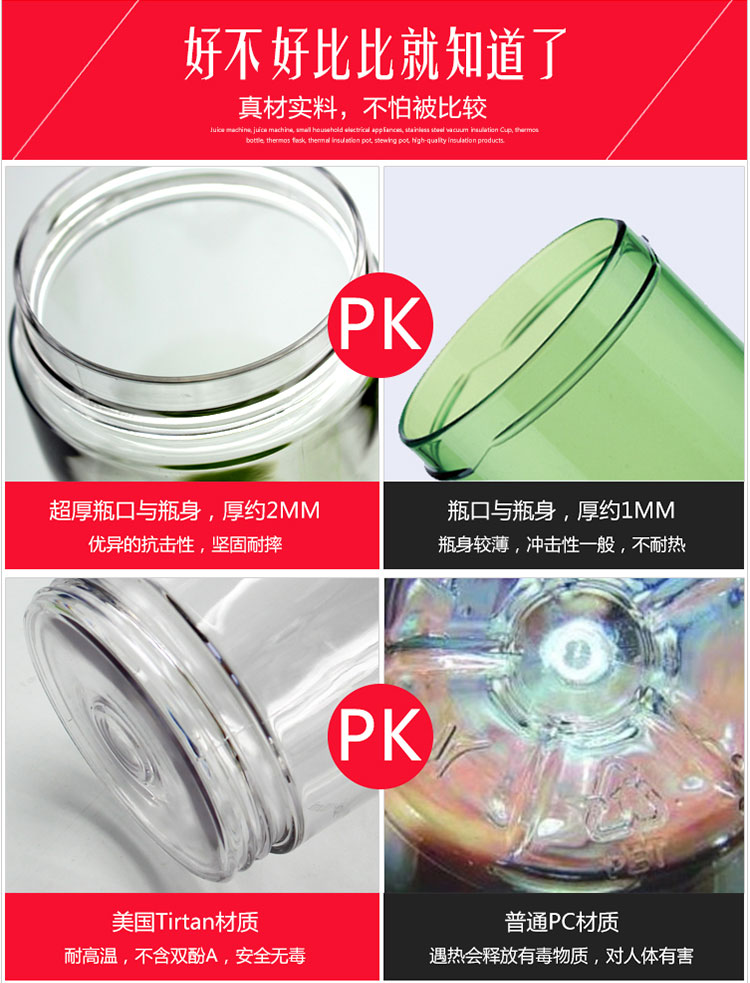 好不好比比就知道了
真材实料，不怕被比较
Juice machine, juice machine, small household electrical appliances, stainless steel vacuum insulation Cup, thermos
bottle, thermos flask, thermal insulation pot, stewing pot, high-quality insulation products.
PK
超厚瓶口与瓶身，厚约2MM
优异的抗击性，坚固耐摔
瓶口与瓶身，厚约1MM
瓶身较薄，冲击性一般，不耐热
PK
PET
美国Tirtan材质
耐高温，不含双酚A，安全无毒
普通PC材质
遇热会释放有毒物质，对人体有害